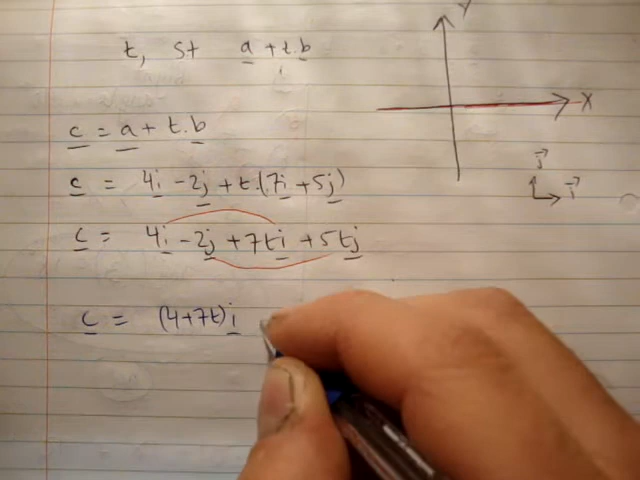 t, st a + t.b
c = a + t.b
c = 4i - 2j + t.(7i + 5j)
c = 4i - 2j + 7ti + 5tj
c = (4+7t)i
y
x
j
i